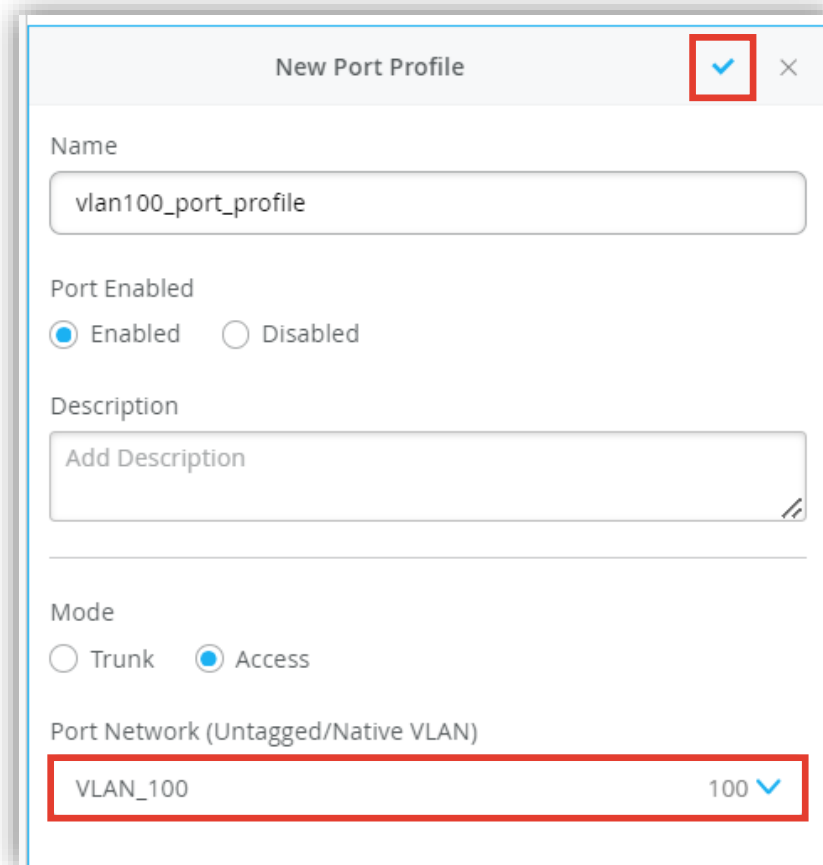 New Port Profile
Name
vlan100_port_profile
Port Enabled
Enabled Disabled
Description
Add Description
Mode
Trunk Access
Port Network (Untagged/Native VLAN)
VLAN_100 100